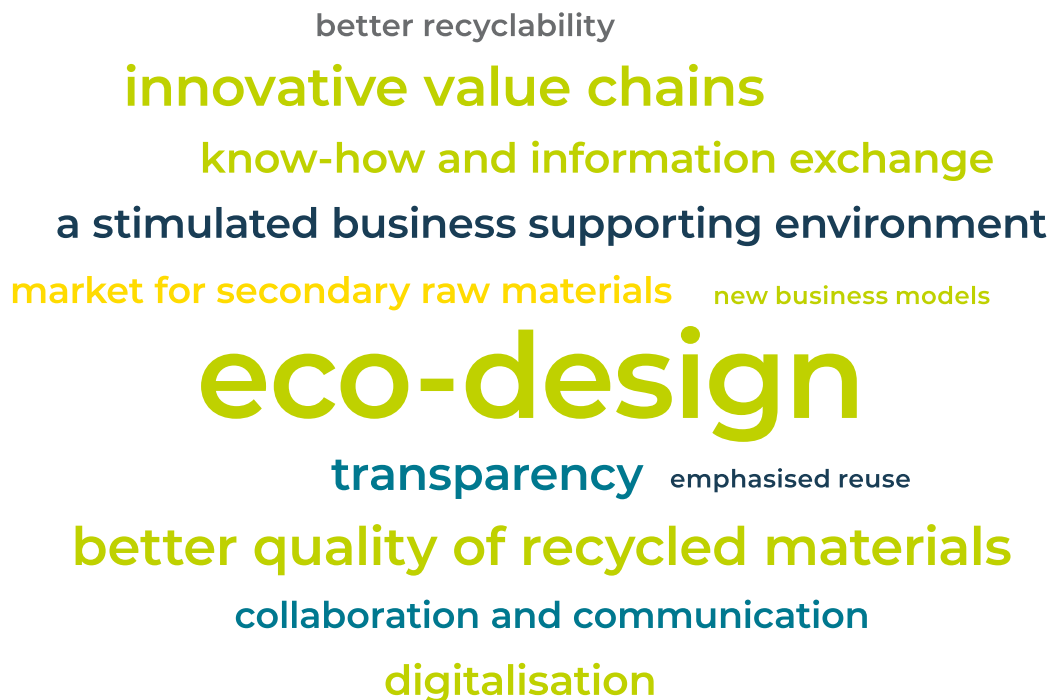 better recyclability
innovative value chains
know-how and information exchange
a stimulated business supporting environment
market for secondary raw materials new business models
eco-design
transparency emphasised reuse
better quality of recycled materials
collaboration and communication
digitalisation